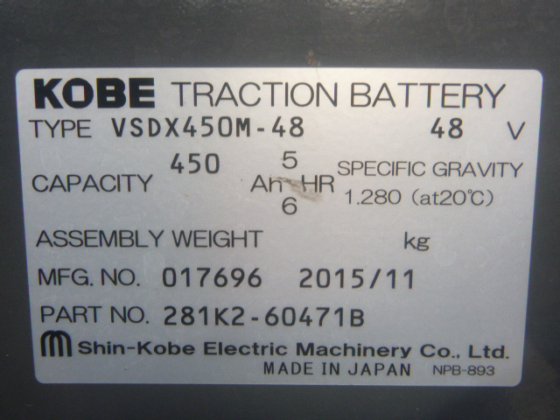 KOBE TRACTION BATTERY
TYPE VSDX450M-48 48 V
CAPACITY 450 Ah 5 HR SPECIFIC GRAVITY
6 1.280 (at20℃)
ASSEMBLY WEIGHT kg
MFG. NO. 017696 2015/11
PART NO. 281K2-60471B
Shin-Kobe Electric Machinery Co., Ltd.
MADE IN JAPAN NPB-893